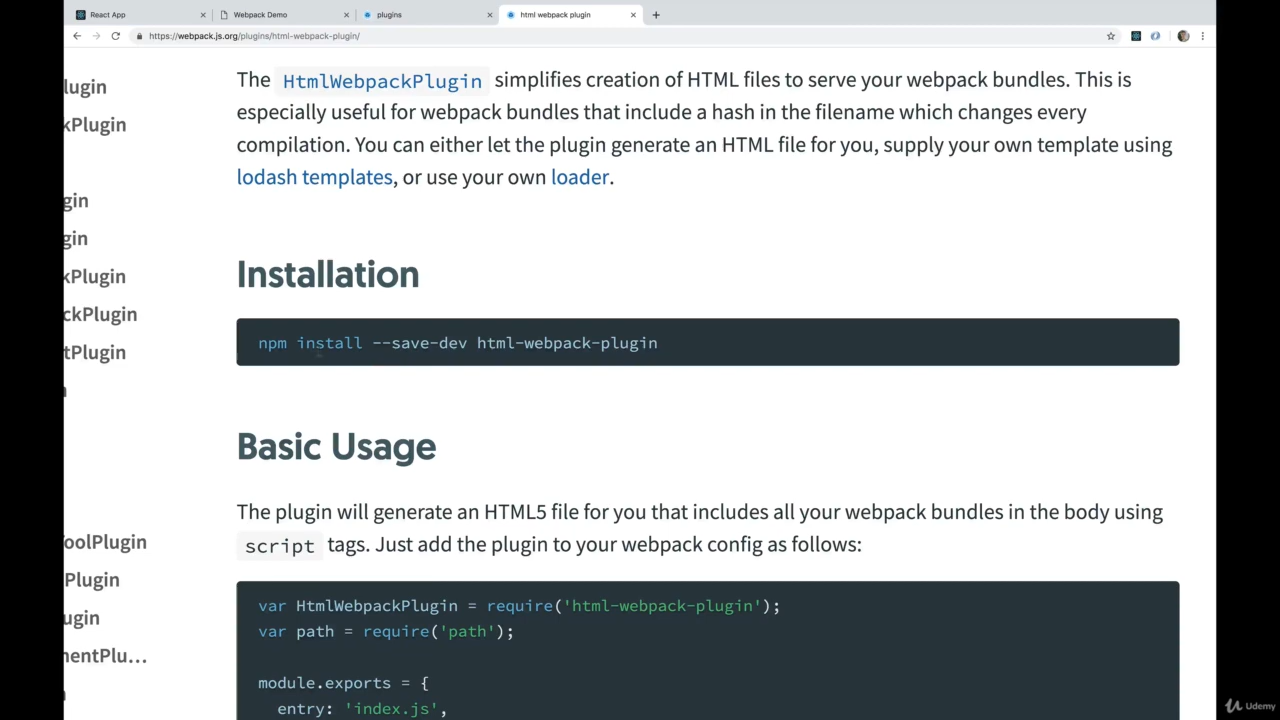 React App
Webpack Demo
plugins
html webpack plugin
https://webpack.js.org/plugins/html-webpack-plugin/
lugin
kPlugin
gin
gin
kPlugin
ckPlugin
tPlugin
n
oolPlugin
Plugin
ugin
nentPlu...
n
The HtmlWebpackPlugin simplifies creation of HTML files to serve your webpack bundles. This is
especially useful for webpack bundles that include a hash in the filename which changes every
compilation. You can either let the plugin generate an HTML file for you, supply your own template using
lodash templates, or use your own loader.
Installation
npm install --save-dev html-webpack-plugin
Basic Usage
The plugin will generate an HTML5 file for you that includes all your webpack bundles in the body using
script tags. Just add the plugin to your webpack config as follows:
var HtmlWebpackPlugin = require('html-webpack-plugin');
var path = require('path');
module.exports = {
entry: 'index.js',
Udemy